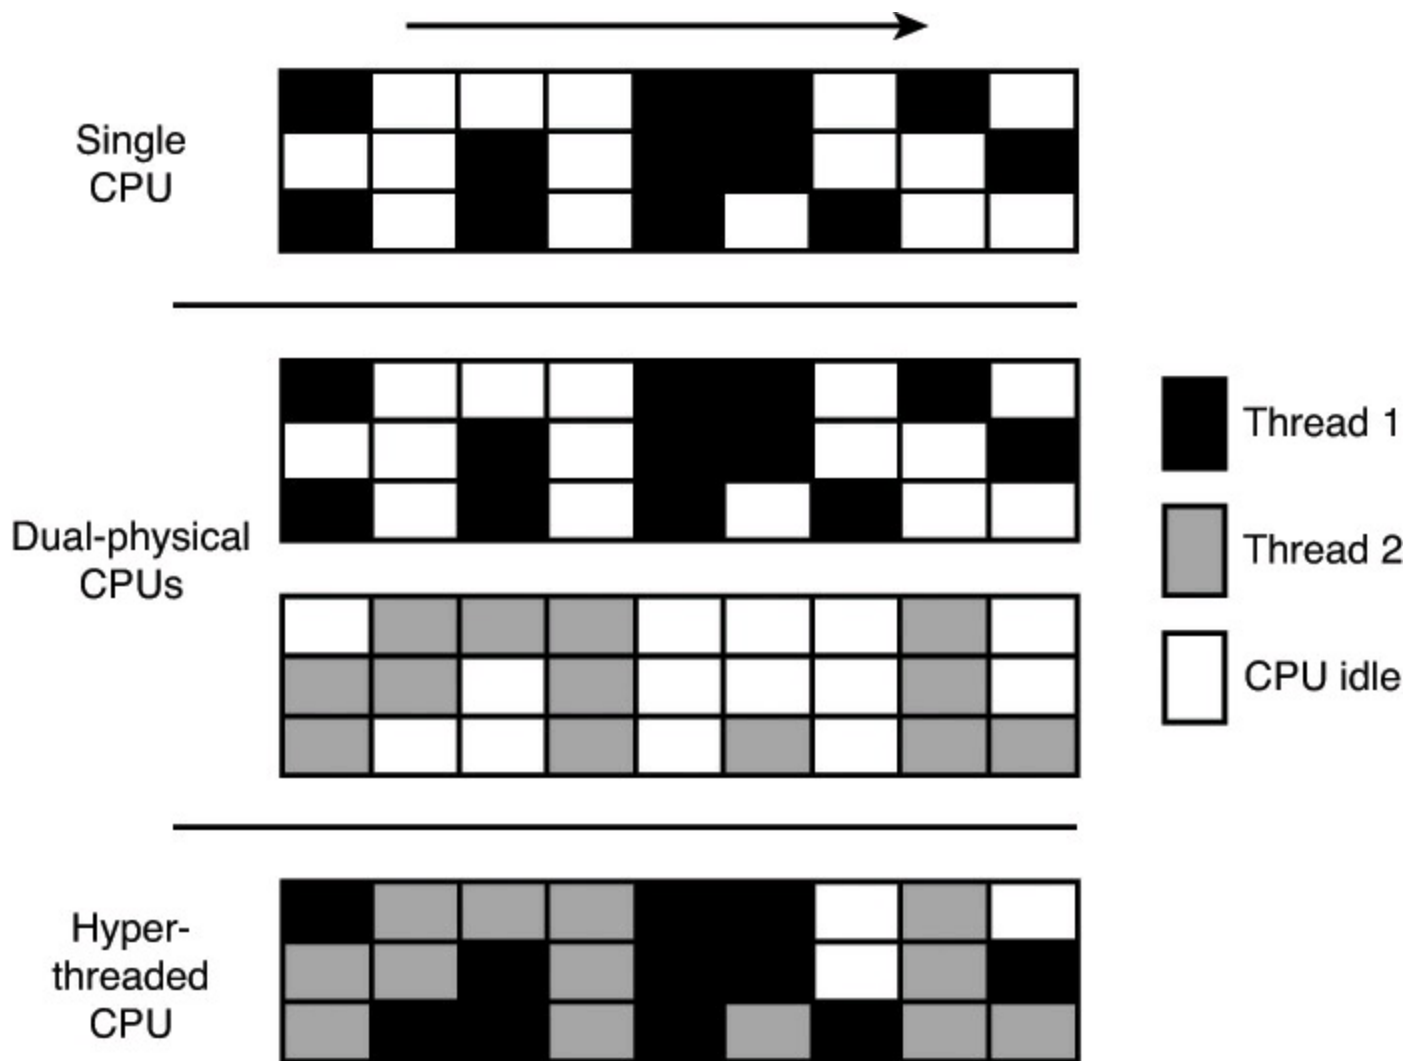 Single
CPU
Dual-physical
CPUs
Thread 1
Thread 2
CPU idle
Hyper-
threaded
CPU